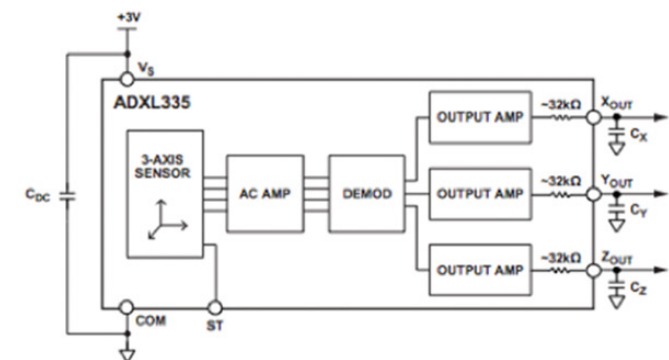 +3V
VS
ADXL335
3-AXIS
SENSOR
AC AMP
DEMOD
OUTPUT AMP
~32kΩ
XOUT
CX
OUTPUT AMP
~32kΩ
YOUT
CY
OUTPUT AMP
~32kΩ
ZOUT
CZ
CDC
COM
ST